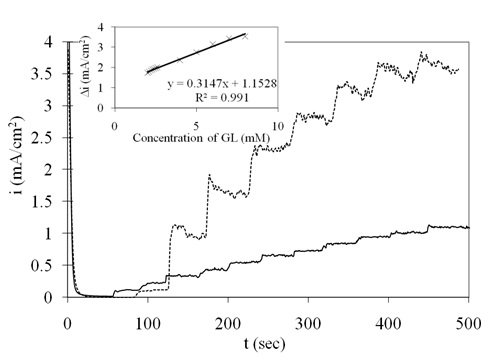 4
3
2
1
0
Δi (mA/cm²)
y = 0.3147x + 1.1528
R² = 0.991
0 5 10
Concentration of GL (mM)
4
3.5
3
2.5
2
1.5
1
0.5
0
i (mA/cm²)
0 100 200 300 400 500
t (sec)